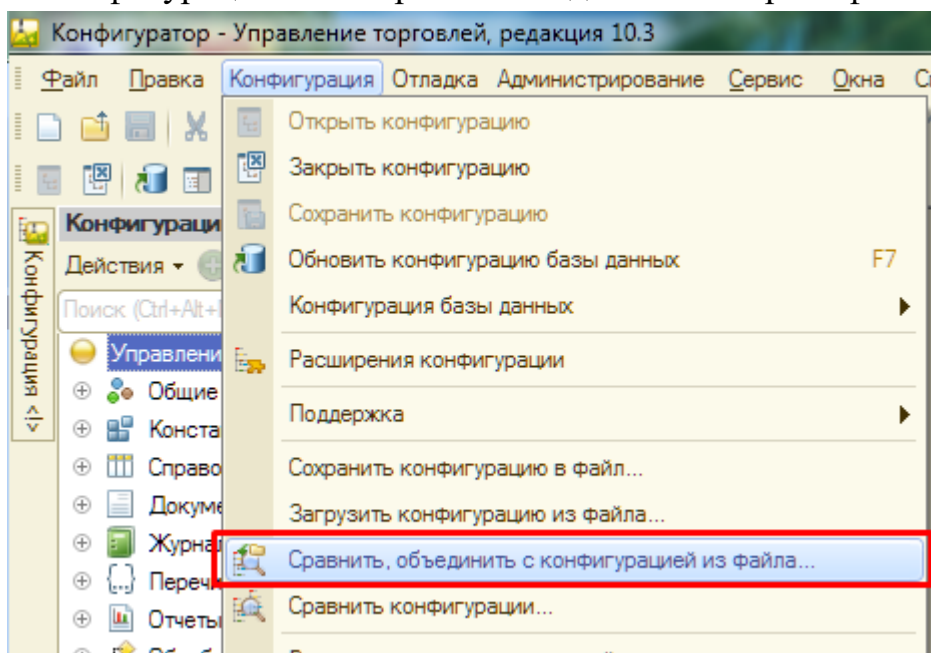 Конфигуратор - Управление торговлей, редакция 10.3
Файл Правка Конфигурация Отладка Администрирование Сервис Окна
Открыть конфигурацию
Закрыть конфигурацию
Сохранить конфигурацию
Обновить конфигурацию базы данных F7
Конфигурация базы данных
Расширения конфигурации
Поддержка
Сохранить конфигурацию в файл...
Загрузить конфигурацию из файла...
Сравнить, объединить с конфигурацией из файла...
Сравнить конфигурации...
Конфигураци
Действия
Поиск (Ctrl+Alt+
Управлени
Общие
Конста
Справо
Докуме
Журнал
Перечи
Отчеты
Конфигурация <!>